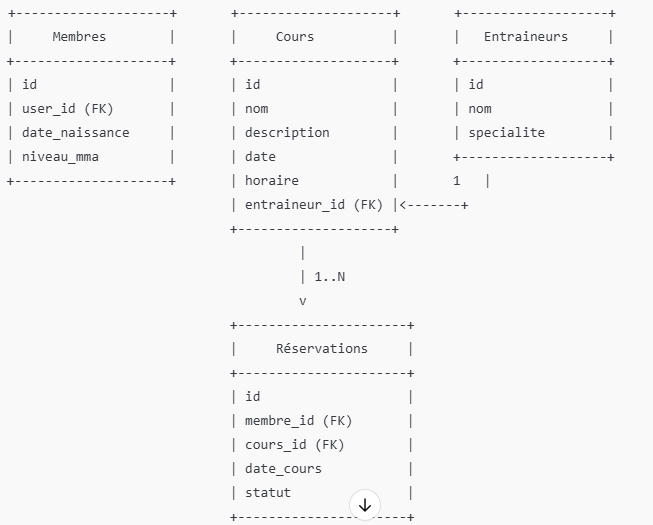 +--------------------+       +---------------------+       +-------------------+
|     Membres        |       |     Cours          |       |   Entraineurs     |
+--------------------+       +--------------------+       +-------------------+
| id                 |       | id                 |       | id                |
| user_id (FK)       |       | nom                |       | nom               |
| date_naissance     |       | description        |       | specialite        |
| niveau_mma         |       | date               |       +-------------------+
+--------------------+       | horaire            |       1   |
                             | entraineur_id (FK) |<-------+
                             +--------------------+
                                      |
                                      | 1..N
                                      v
                             +----------------------+
                             |     Réservations     |
                             +----------------------+
                             | id                   |
                             | membre_id (FK)       |
                             | cours_id (FK)        |
                             | date_cours           |
                             | statut               |
                             +----------------------+